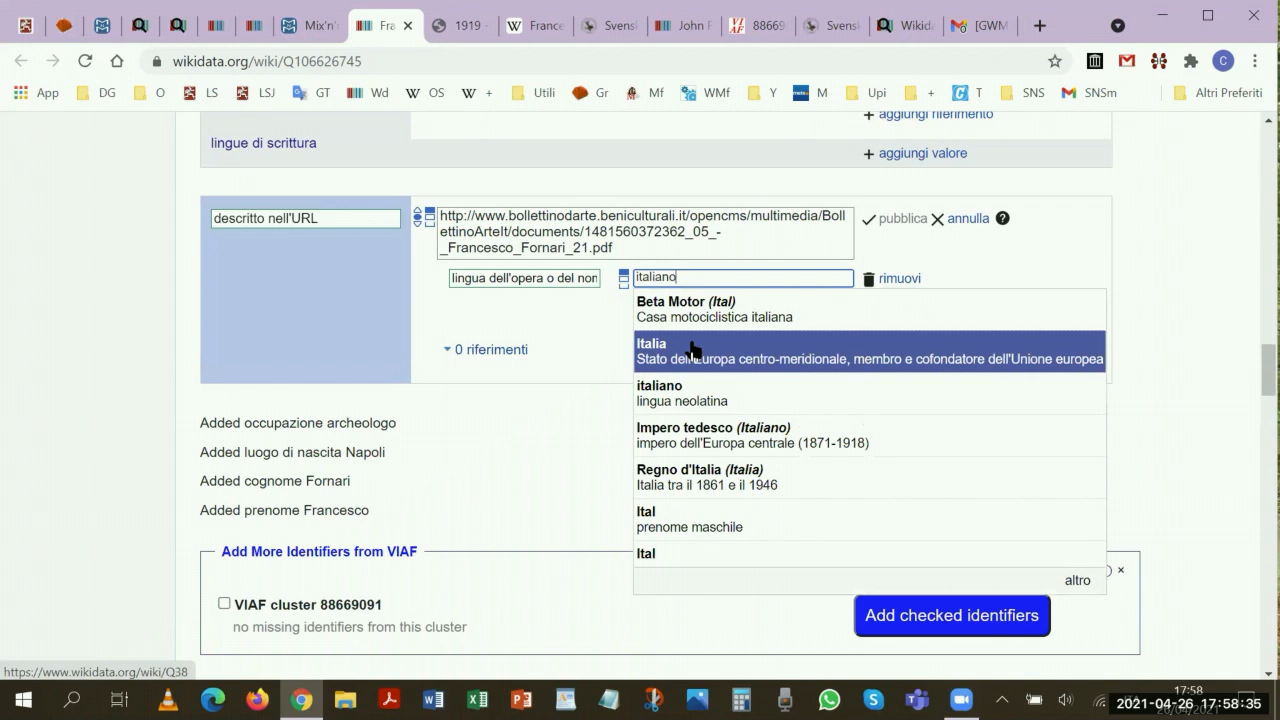 Mix'n
Fra
1919
France
Svensk
John F
88669
Svensk
Wikida
[GWM
wikidata.org/wiki/Q106626745
App
DG
O
LS
LSJ
GT
Wd
OS
+
Utili
Gr
Mf
WMf
Y
M
Upi
+
T
SNS
SNSm
Altri Preferiti
aggiungi riferimento
lingue di scrittura
aggiungi valore
descritto nell'URL
http://www.bollettinodarte.beniculturali.it/opencms/multimedia/Boll
ettinoArteIt/documents/1481560372362_05_-
_Francesco_Fornari_21.pdf
pubblica
annulla
lingua dell'opera o del nom
italiano
rimuovi
Beta Motor (Ital)
Casa motociclistica italiana
Italia
Stato dell'Europa centro-meridionale, membro e cofondatore dell'Unione europea
0 riferimenti
italiano
lingua neolatina
Added occupazione archeologo
Impero tedesco (Italiano)
impero dell'Europa centrale (1871-1918)
Added luogo di nascita Napoli
Regno d'Italia (Italia)
Italia tra il 1861 e il 1946
Added cognome Fornari
Added prenome Francesco
Ital
prenome maschile
Ital
altro
Add More Identifiers from VIAF
VIAF cluster 88669091
no missing identifiers from this cluster
Add checked identifiers
https://www.wikidata.org/wiki/Q38
17:58
2021-04-26 17:58:35